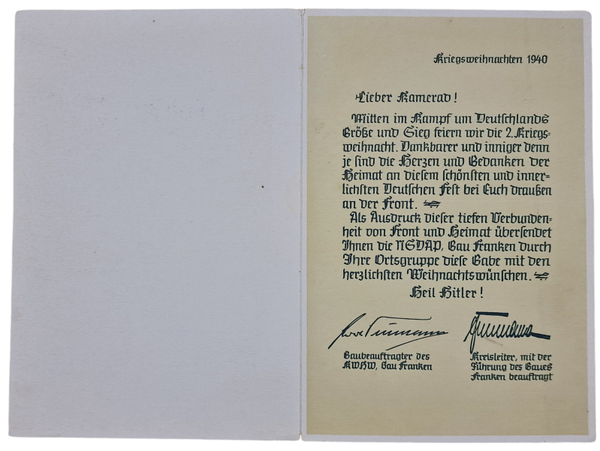 Kriegsweihnachten 1940
Lieber Kamerad!
Mitten im Kampf um Deutschlands
Größe und Sieg feiern wir die 2. Kriegs-
weihnacht. Dankbarer und inniger denn
je sind die Herzen und Gedanken der
Heimat an diesem schönsten und inner-
lichsten Deutschen Fest bei Euch draußen
an der Front.
Als Ausdruck dieser tiefen Verbunden-
heit von Front und Heimat übersendet
Ihnen die NSDAP, Gau Franken durch
Ihre Ortsgruppe diese Gabe mit den
herzlichsten Weihnachtswünschen.
Heil Hitler!
Gaubeauftragter des
KWHW, Gau Franken
Kreisleiter, mit der
Führung des Gaues
Franken beauftragt